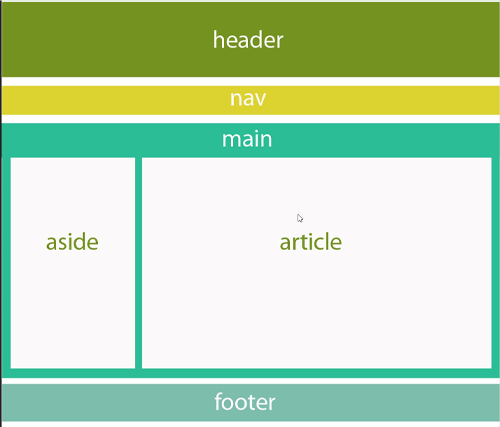 header
nav
main
aside
article
footer